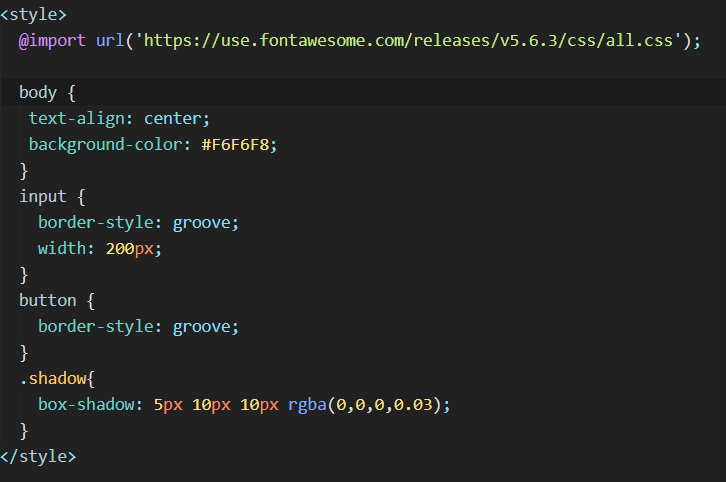 <style>
  @import url('https://use.fontawesome.com/releases/v5.6.3/css/all.css');

  body {
   text-align: center;
   background-color: #F6F6F8;
  }
  input {
    border-style: groove;
    width: 200px;
  }
  button {
    border-style: groove;
  }
  .shadow{
    box-shadow: 5px 10px 10px rgba(0,0,0,0.03);
  }
</style>